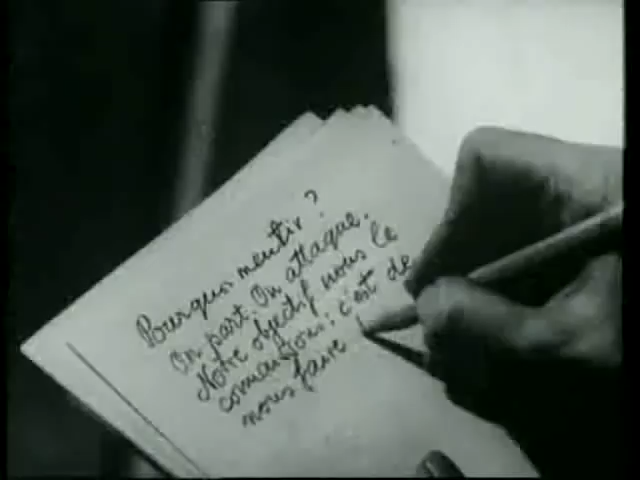 Pourquoi mentir?
On part. On attaque.
Notre objectif nous le
connaissons: c'est de
nous faire